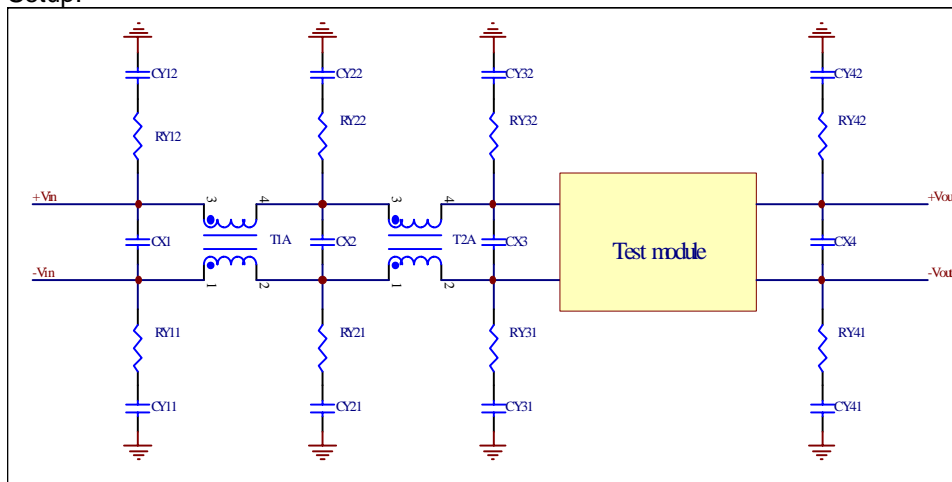 Setup:
CY12 CY22 CY32 CY42
RY12 RY22 RY32 RY42
+Vin 3 4 3 4 +Vout
CX1 T1A CX2 T2A CX3 Test module CX4
-Vin 1 2 1 2 -Vout
RY11 RY21 RY31 RY41
CY11 CY21 CY31 CY41